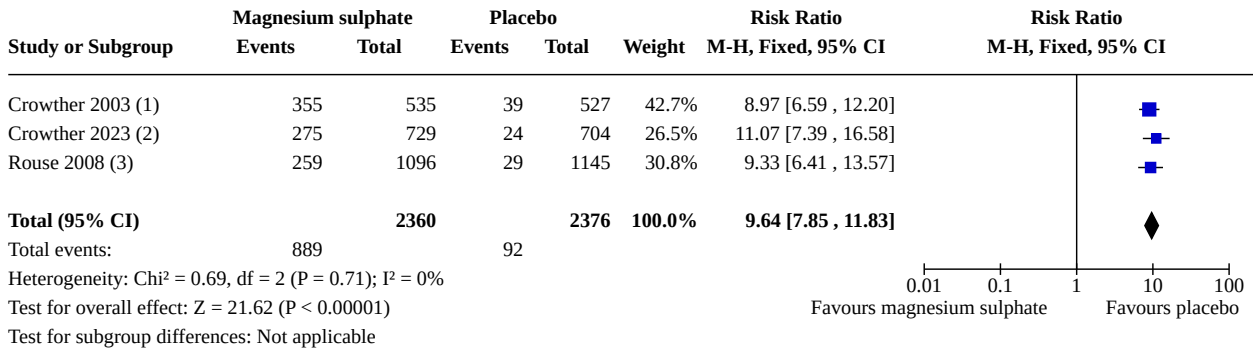 Magnesium sulphate Placebo Risk Ratio Risk Ratio
Study or Subgroup Events Total Events Total Weight M-H, Fixed, 95% CI M-H, Fixed, 95% CI
Crowther 2003 (1) 355 535 39 527 42.7% 8.97 [6.59 , 12.20]
Crowther 2023 (2) 275 729 24 704 26.5% 11.07 [7.39 , 16.58]
Rouse 2008 (3) 259 1096 29 1145 30.8% 9.33 [6.41 , 13.57]
Total (95% CI) 2360 2376 100.0% 9.64 [7.85 , 11.83]
Total events: 889 92
Heterogeneity: Chi² = 0.69, df = 2 (P = 0.71); I² = 0%
0.01 0.1 1 10 100
Test for overall effect: Z = 21.62 (P < 0.00001) Favours magnesium sulphate Favours placebo
Test for subgroup differences: Not applicable